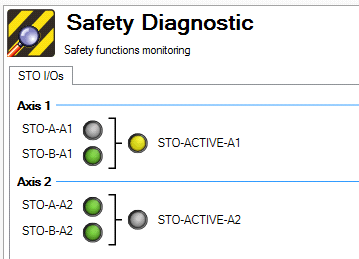 Safety Diagnostic
Safety functions monitoring
STO I/Os
Axis 1
STO-A-A1
STO-B-A1
STO-ACTIVE-A1
Axis 2
STO-A-A2
STO-B-A2
STO-ACTIVE-A2